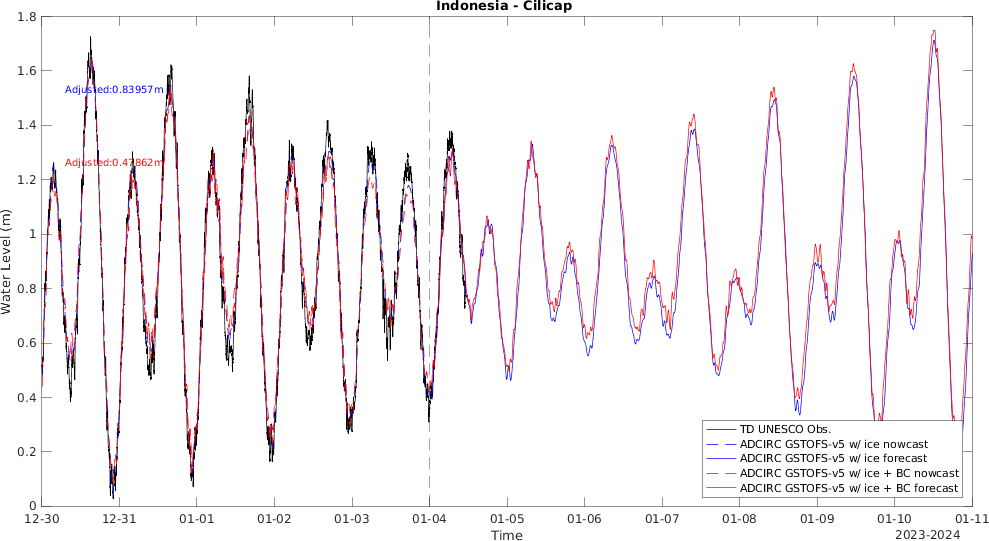 Indonesia - Cilicap
1.8
1.6
1.4
1.2
1
0.8
0.6
0.4
0.2
0
Water Level (m)
Adjusted:0.83957m
Adjusted:0.47862m
TD UNESCO Obs.
ADCIRC GSTOFS-v5 w/ ice nowcast
ADCIRC GSTOFS-v5 w/ ice forecast
ADCIRC GSTOFS-v5 w/ ice + BC nowcast
ADCIRC GSTOFS-v5 w/ ice + BC forecast
12-30 12-31 01-01 01-02 01-03 01-04 01-05 01-06 01-07 01-08 01-09 01-10 01-11
Time
2023-2024